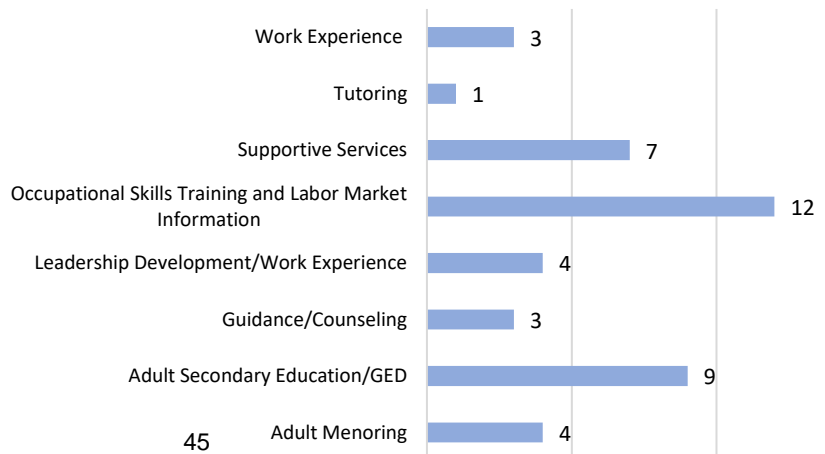 Work Experience 3
Tutoring 1
Supportive Services 7
Occupational Skills Training and Labor Market
Information 12
Leadership Development/Work Experience 4
Guidance/Counseling 3
Adult Secondary Education/GED 9
Adult Menoring 4
45